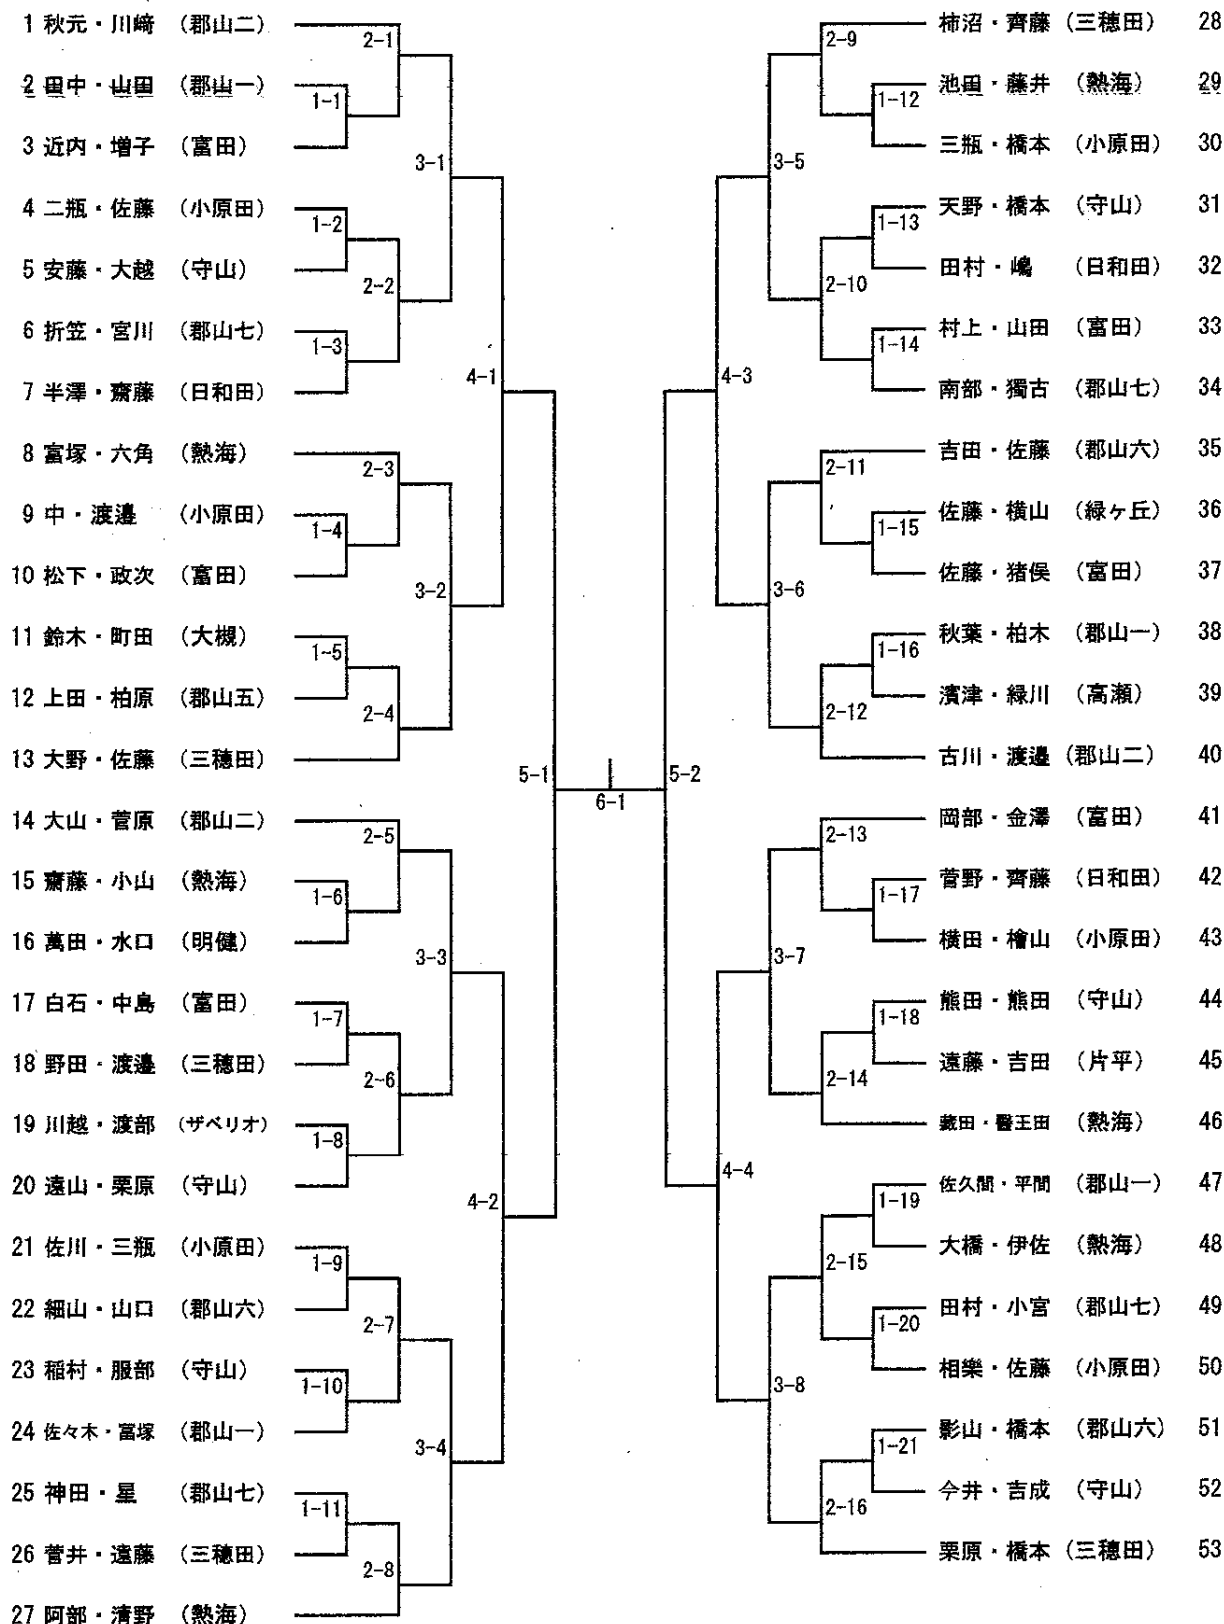 1 秋元・川﨑 (郡山二)
2 田中・山田 (郡山一)
3 近内・増子 (富田)
4 二瓶・佐藤 (小原田)
5 安藤・大越 (守山)
6 折笠・宮川 (郡山七)
7 半澤・齋藤 (日和田)
8 富塚・六角 (熱海)
9 中・渡邉 (小原田)
10 松下・政次 (富田)
11 鈴木・町田 (大槻)
12 上田・柏原 (郡山五)
13 大野・佐藤 (三穂田)
14 大山・菅原 (郡山二)
15 齋藤・小山 (熱海)
16 萬田・水口 (明健)
17 白石・中島 (富田)
18 野田・渡邉 (三穂田)
19 川越・渡部 (ザベリオ)
20 遠山・栗原 (守山)
21 佐川・三瓶 (小原田)
22 細山・山口 (郡山六)
23 稲村・服部 (守山)
24 佐々木・富塚 (郡山一)
25 神田・星 (郡山七)
26 菅井・遠藤 (三穂田)
27 阿部・清野 (熱海)
2-1
1-1
3-1
1-2
2-2
1-3
4-1
2-3
1-4
3-2
1-5
2-4
5-1
2-5
1-6
3-3
1-7
2-6
1-8
4-2
1-9
2-7
1-10
3-4
1-11
2-8
6-1
5-2
2-9
1-12
3-5
1-13
2-10
1-14
4-3
2-11
1-15
3-6
1-16
2-12
2-13
1-17
3-7
1-18
2-14
4-4
1-19
2-15
1-20
3-8
1-21
2-16
柿沼・齊藤 (三穂田) 28
池田・藤井 (熱海) 29
三瓶・橋本 (小原田) 30
天野・橋本 (守山) 31
田村・嶋 (日和田) 32
村上・山田 (富田) 33
南部・獨古 (郡山七) 34
吉田・佐藤 (郡山六) 35
佐藤・横山 (緑ヶ丘) 36
佐藤・猪俣 (富田) 37
秋葉・柏木 (郡山一) 38
濱津・緑川 (高瀬) 39
古川・渡邉 (郡山二) 40
岡部・金澤 (富田) 41
菅野・齊藤 (日和田) 42
横田・檜山 (小原田) 43
熊田・熊田 (守山) 44
遠藤・吉田 (片平) 45
蔵田・醫王田 (熱海) 46
佐久間・平間 (郡山一) 47
大橋・伊佐 (熱海) 48
田村・小宮 (郡山七) 49
相樂・佐藤 (小原田) 50
影山・橋本 (郡山六) 51
今井・吉成 (守山) 52
栗原・橋本 (三穂田) 53